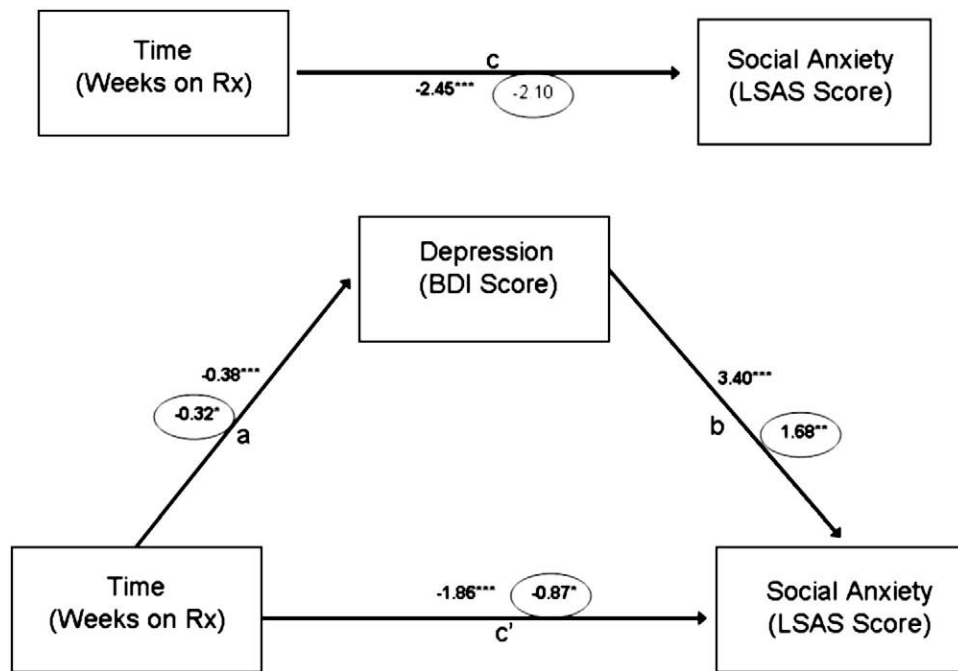 Time
(Weeks on Rx)
c
-2.45***
-2 10
Social Anxiety
(LSAS Score)
Depression
(BDI Score)
-0.38***
-0.32*
a
3.40***
b
1.68**
Time
(Weeks on Rx)
-1.86***
-0.87*
c'
Social Anxiety
(LSAS Score)